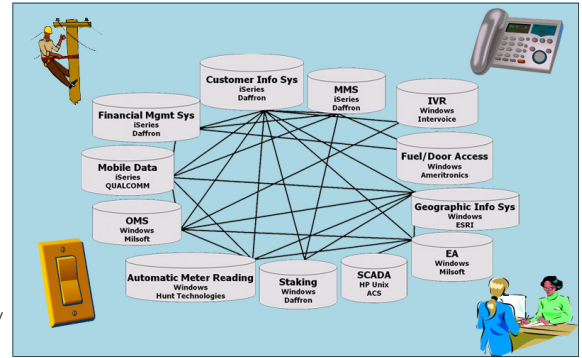 Customer Info Sys
iSeries
Daffron
MMS
iSeries
Daffron
IVR
Windows
Intervoice
Financial Mgmt Sys
iSeries
Daffron
Fuel/Door Access
Windows
Ameritronics
Mobile Data
iSeries
QUALCOMM
Geographic Info Sys
Windows
ESRI
OMS
Windows
Milsoft
EA
Windows
Milsoft
Automatic Meter Reading
Windows
Hunt Technologies
Staking
Windows
Daffron
SCADA
HP Unix
ACS